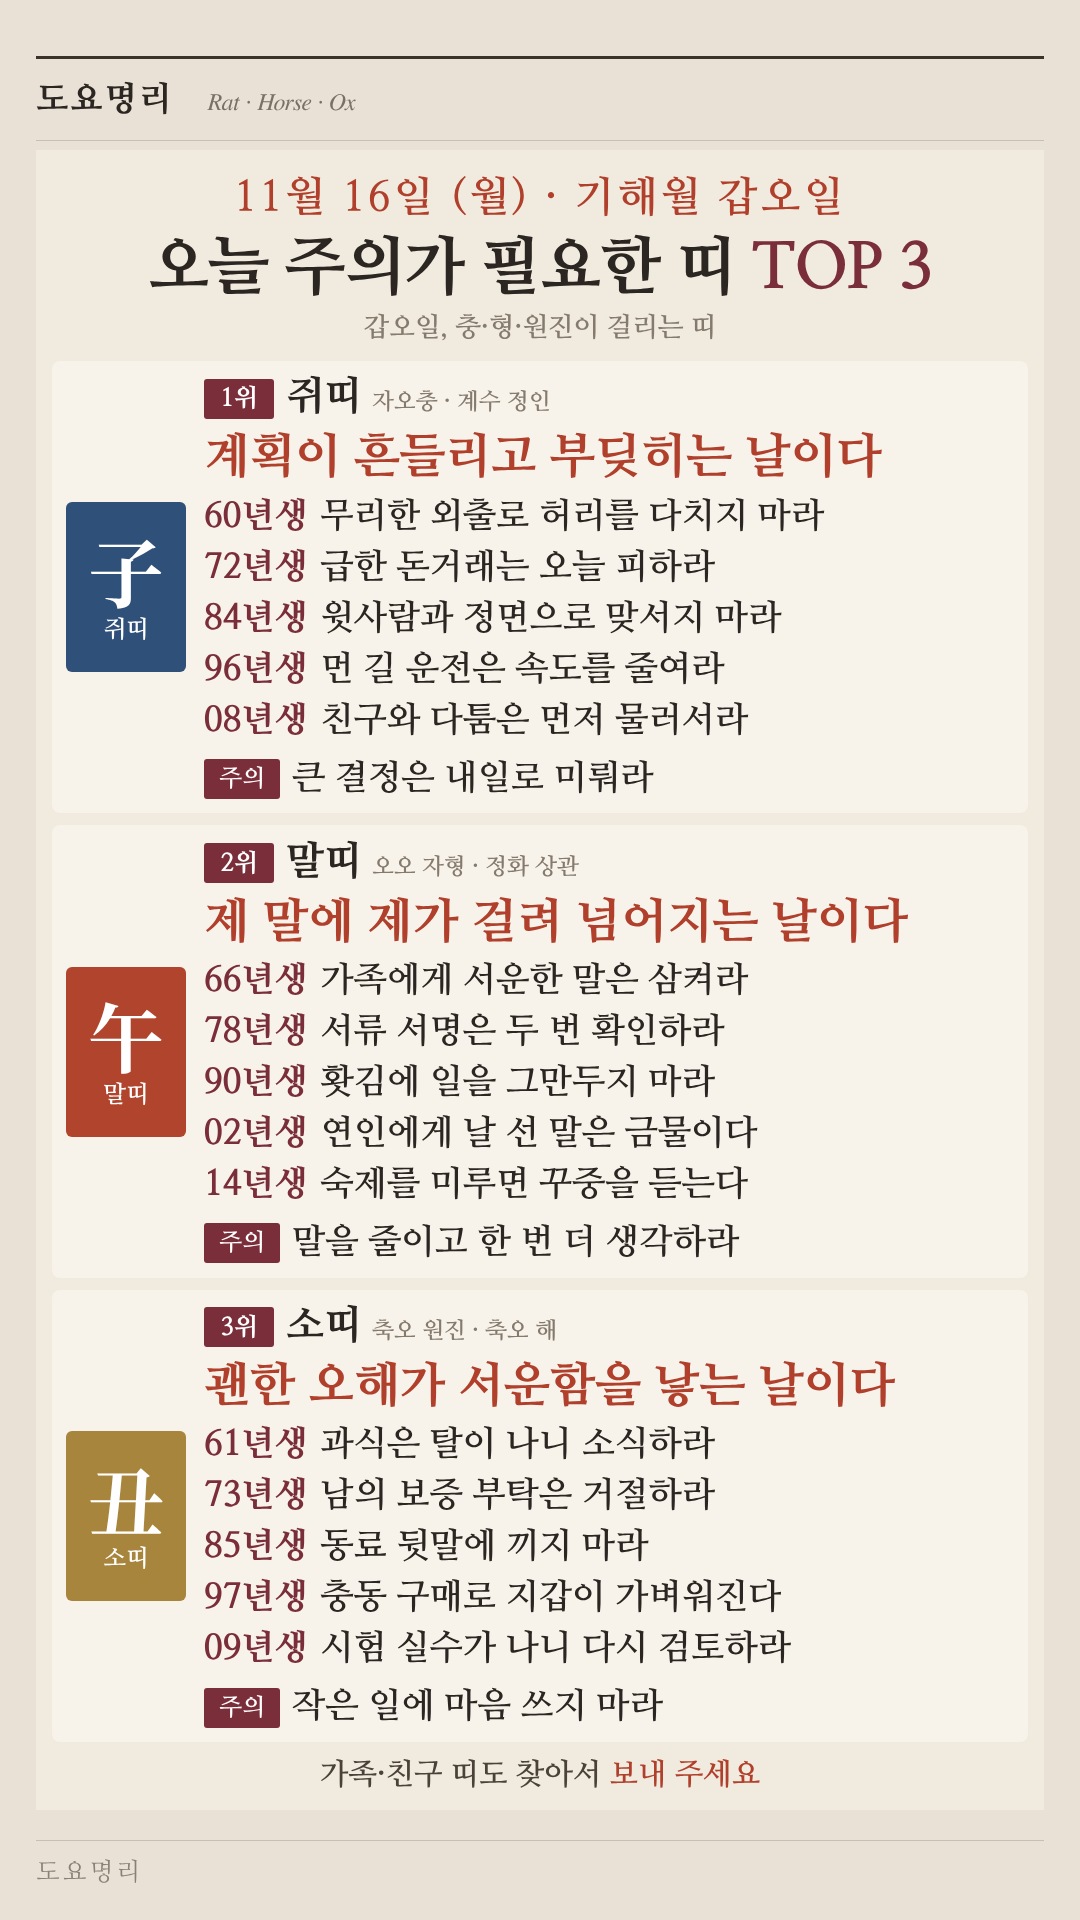 도요명리 Rat · Horse · Ox
11월 16일 (월) · 기해월 갑오일
오늘 주의가 필요한 띠 TOP 3
갑오일, 충·형·원진이 걸리는 띠
1위 쥐띠 자오충 · 계수 정인
계획이 흔들리고 부딪히는 날이다
子
쥐띠
60년생 무리한 외출로 허리를 다치지 마라
72년생 급한 돈거래는 오늘 피하라
84년생 윗사람과 정면으로 맞서지 마라
96년생 먼 길 운전은 속도를 줄여라
08년생 친구와 다툼은 먼저 물러서라
주의 큰 결정은 내일로 미뤄라
2위 말띠 오오 자형 · 정화 상관
제 말에 제가 걸려 넘어지는 날이다
午
말띠
66년생 가족에게 서운한 말은 삼켜라
78년생 서류 서명은 두 번 확인하라
90년생 홧김에 일을 그만두지 마라
02년생 연인에게 날 선 말은 금물이다
14년생 숙제를 미루면 꾸중을 듣는다
주의 말을 줄이고 한 번 더 생각하라
3위 소띠 축오 원진 · 축오 해
괜한 오해가 서운함을 낳는 날이다
丑
소띠
61년생 과식은 탈이 나니 소식하라
73년생 남의 보증 부탁은 거절하라
85년생 동료 뒷말에 끼지 마라
97년생 충동 구매로 지갑이 가벼워진다
09년생 시험 실수가 나니 다시 검토하라
주의 작은 일에 마음 쓰지 마라
가족·친구 띠도 찾아서 보내 주세요
도요명리